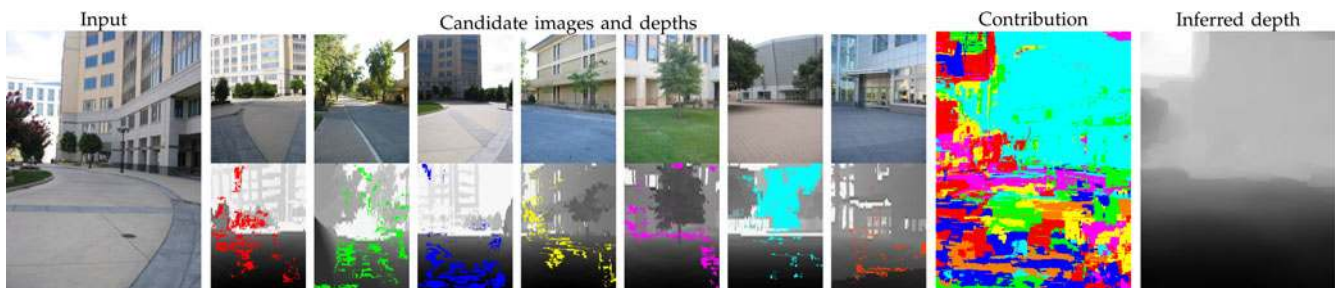 Input
Candidate images and depths
Contribution
Inferred depth